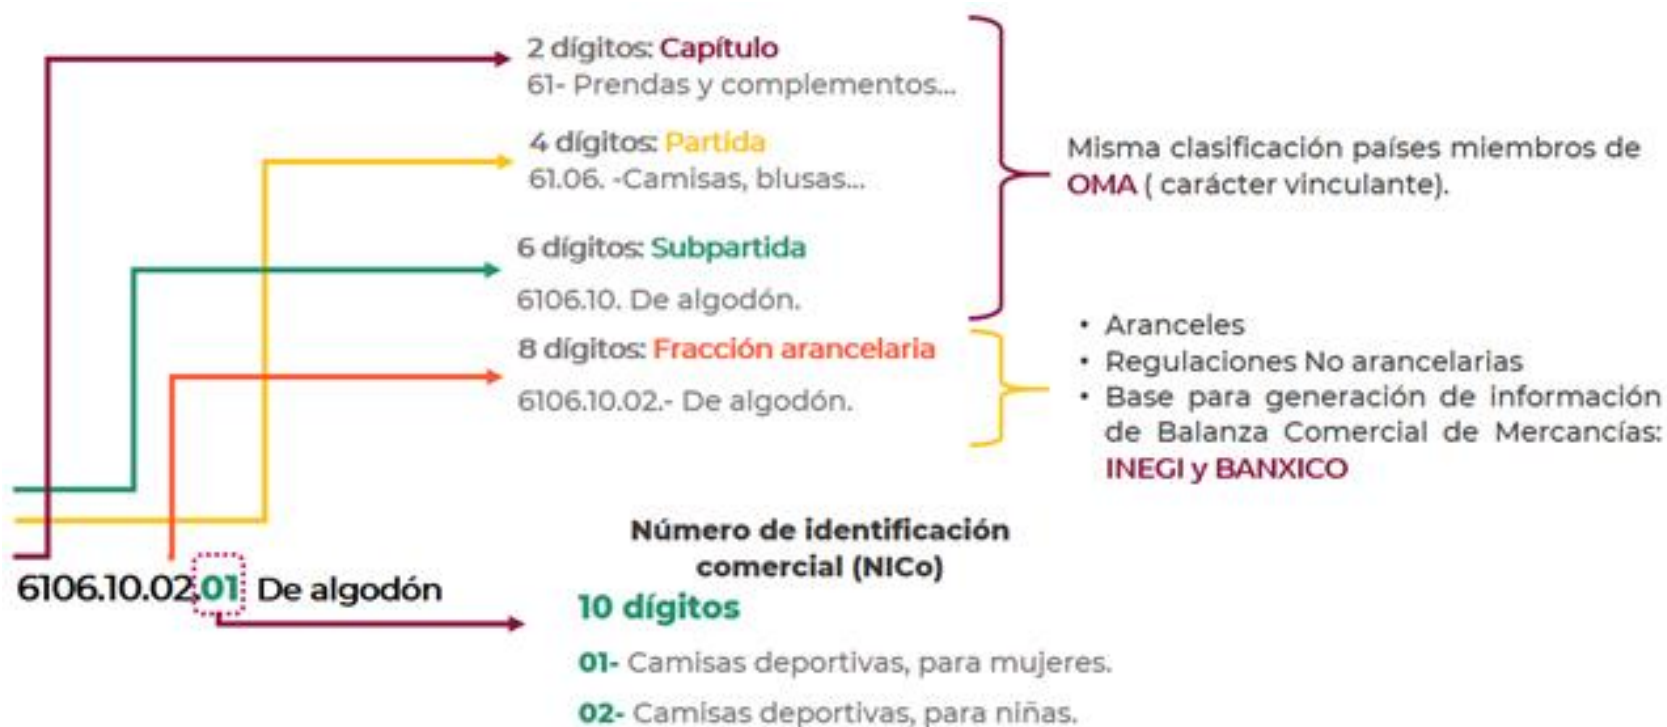 2 dígitos: Capítulo
61- Prendas y complementos...
4 dígitos: Partida
61.06. -Camisas, blusas...
6 dígitos: Subpartida
6106.10. De algodón.
Misma clasificación países miembros de
OMA ( carácter vinculante).
8 dígitos: Fracción arancelaria
6106.10.02.- De algodón.
• Aranceles
• Regulaciones No arancelarias
• Base para generación de información
de Balanza Comercial de Mercancías:
INEGI y BANXICO
6106.10.02.01 De algodón
Número de identificación
comercial (NICo)
10 dígitos
01- Camisas deportivas, para mujeres.
02- Camisas deportivas, para niñas.